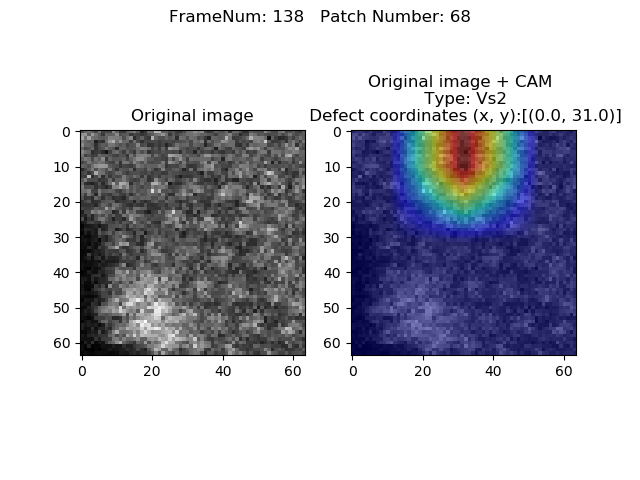 FrameNum: 138   Patch Number: 68
Original image
Original image + CAM
Type: Vs2
Defect coordinates (x, y):[(0.0, 31.0)]
0
10
20
30
40
50
60
0 20 40 60
0
10
20
30
40
50
60
0 20 40 60